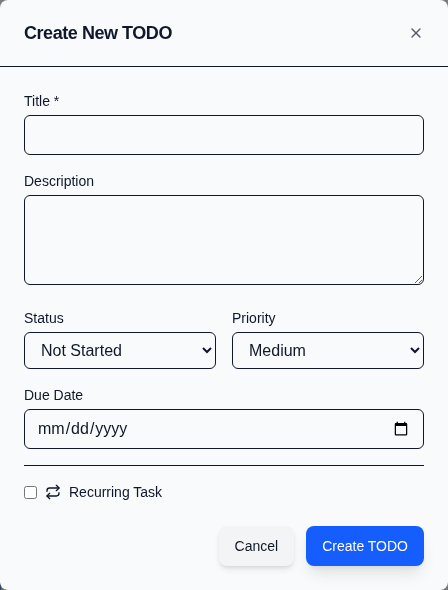 Create New TODO
Title *
Description
Status Priority
Not Started Medium
Due Date
mm/dd/yyyy
Recurring Task
Cancel Create TODO